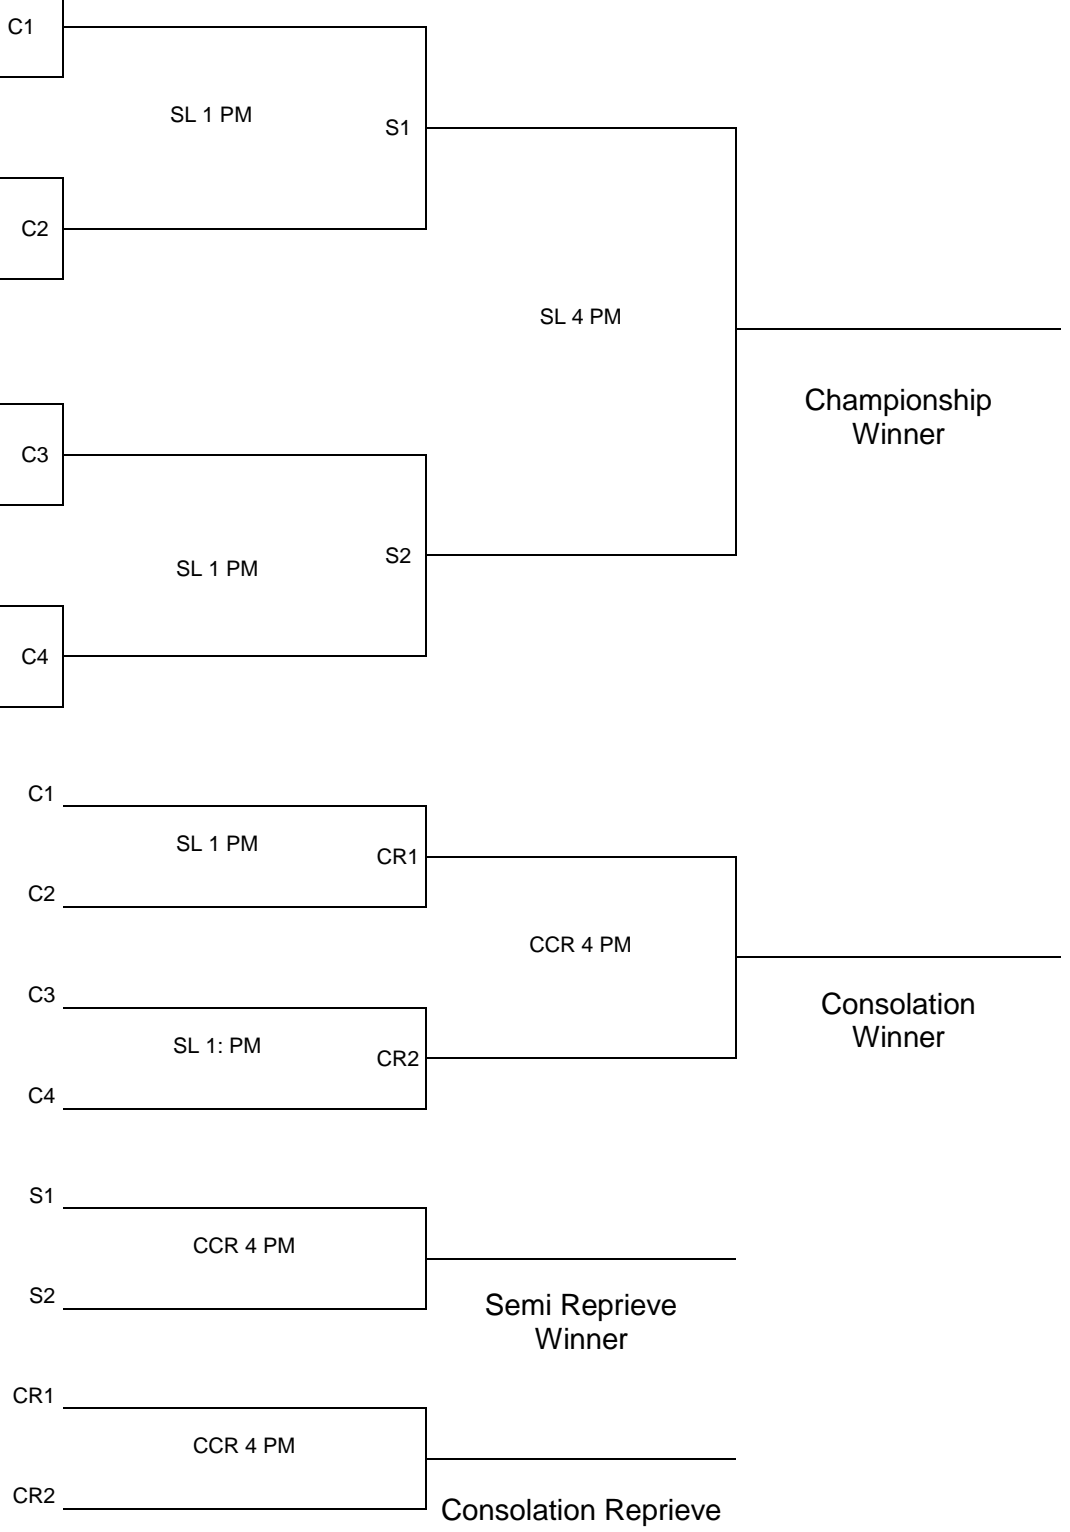 C1
SL 1 PM
S1
C2
SL 4 PM
Championship
Winner
C3
SL 1 PM
S2
C4
C1
SL 1 PM
CR1
C2
CCR 4 PM
C3
Consolation
Winner
SL 1: PM
CR2
C4
S1
CCR 4 PM
S2
Semi Reprieve
Winner
CR1
CCR 4 PM
CR2
Consolation Reprieve